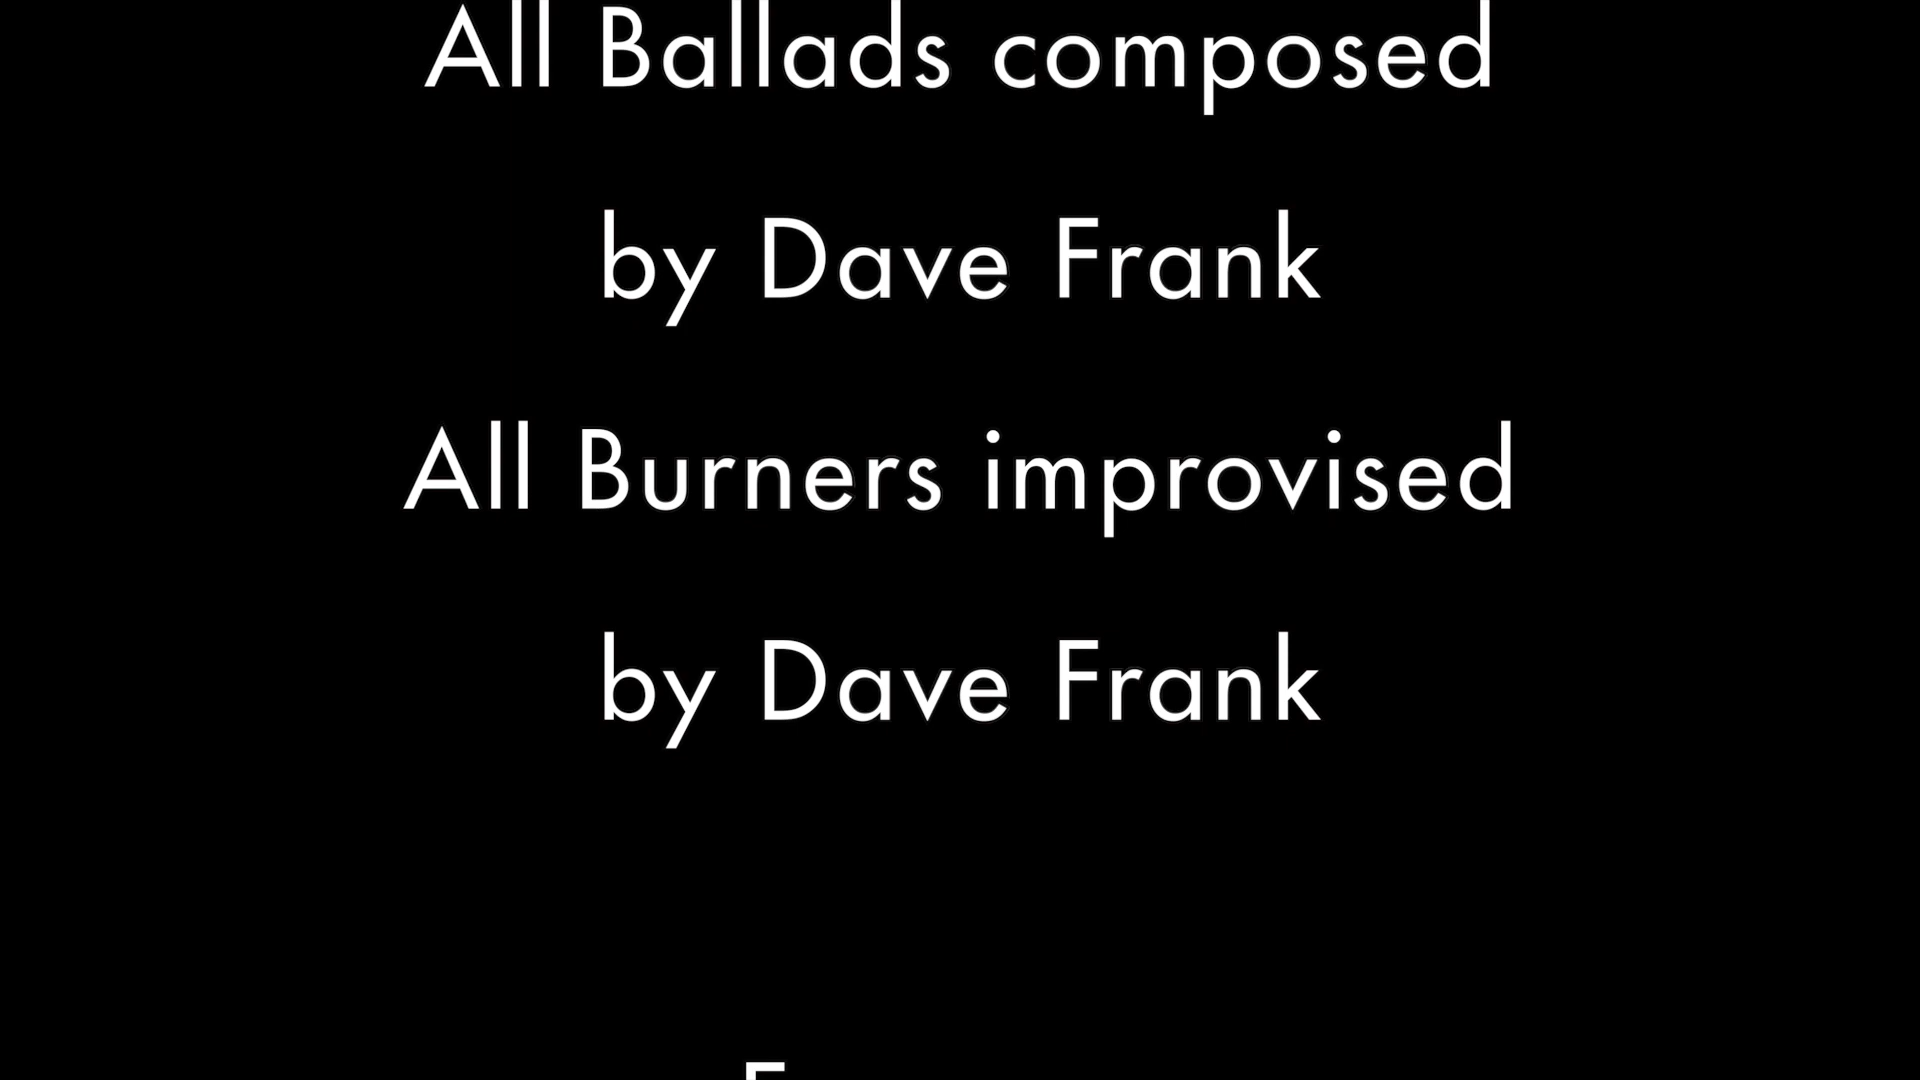 All Ballads composed
by Dave Frank
All Burners improvised
by Dave Frank